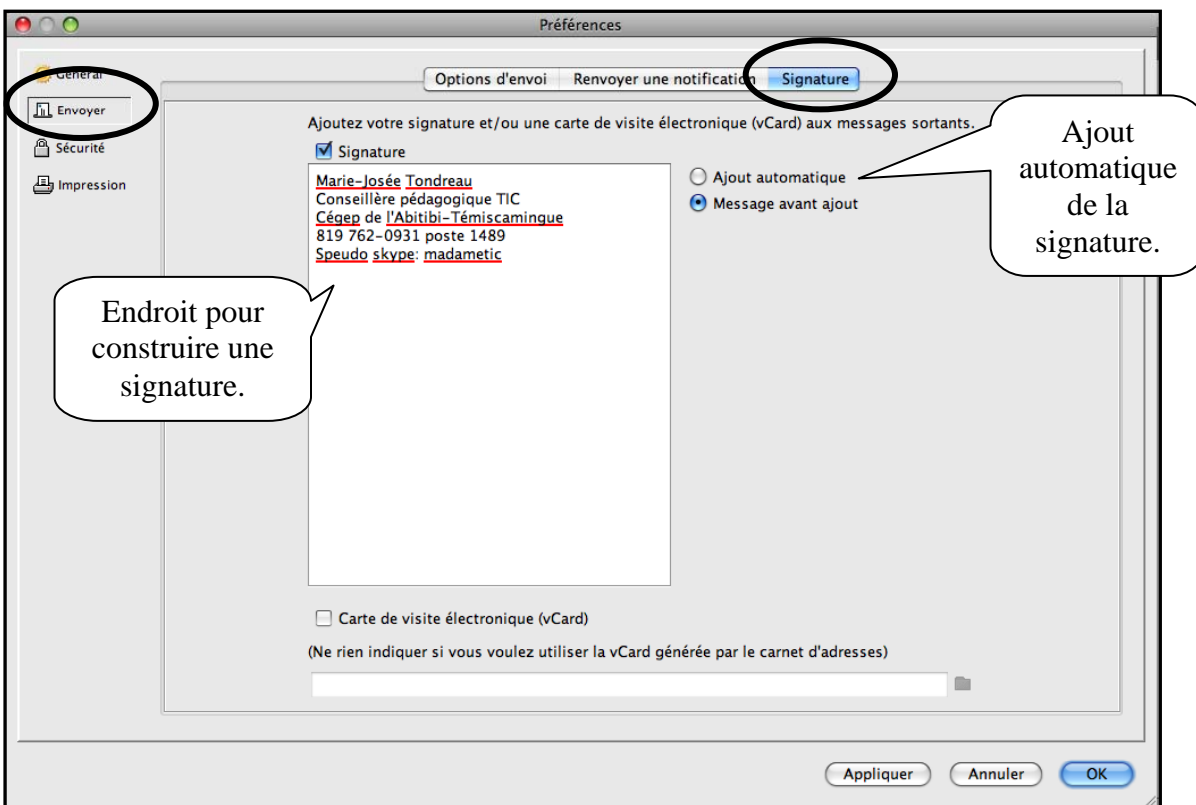 Préférences
Général
Envoyer
Sécurité
Impression
Options d'envoi
Renvoyer une notification
Signature
Ajoutez votre signature et/ou une carte de visite électronique (vCard) aux messages sortants.
Signature
Marie-Josée Tondreau
Conseillère pédagogique TIC
Cégep de l'Abitibi-Témiscamingue
819 762-0931 poste 1489
Speudo skype: madametic
Ajout automatique
Message avant ajout
Ajout
automatique
de la
signature.
Endroit pour
construire une
signature.
Carte de visite électronique (vCard)
(Ne rien indiquer si vous voulez utiliser la vCard générée par le carnet d'adresses)
Appliquer
Annuler
OK